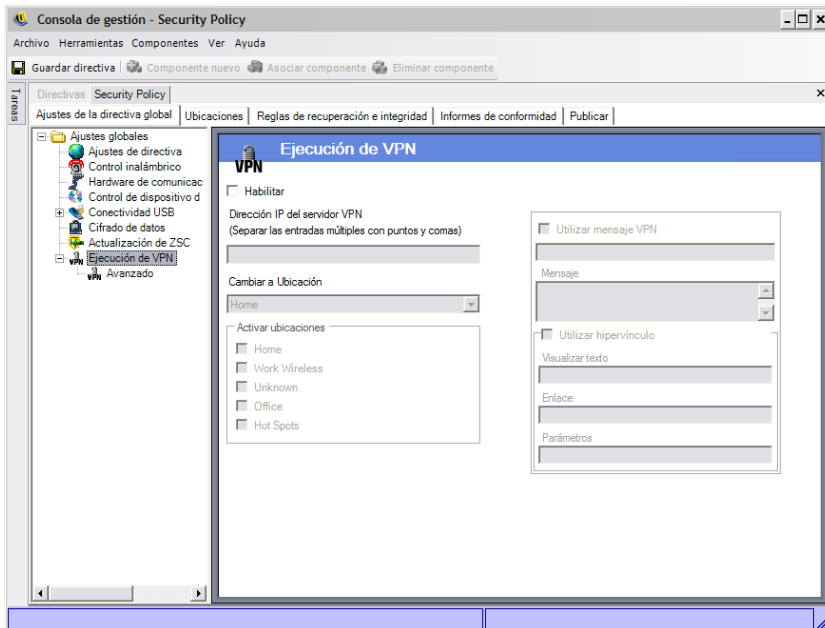 Consola de gestión - Security Policy
Archivo Herramientas Componentes Ver Ayuda
Guardar directiva Componente nuevo Asociar componente Eliminar componente
Tareas
Directivas Security Policy
Ajustes de la directiva global Ubicaciones Reglas de recuperación e integridad Informes de conformidad Publicar
Ajustes globales
Ajustes de directiva
Control inalámbrico
Hardware de comunicac
Control de dispositivo d
Conectividad USB
Cifrado de datos
Actualización de ZSC
VPN Ejecución de VPN
VPN Avanzado
VPN Ejecución de VPN
Habilitar
Dirección IP del servidor VPN
(Separar las entradas múltiples con puntos y comas)
Cambiar a Ubicación
Home
Activar ubicaciones
Home
Work Wireless
Unknown
Office
Hot Spots
Utilizar mensaje VPN
Mensaje
Utilizar hipervínculo
Visualizar texto
Enlace
Parámetros